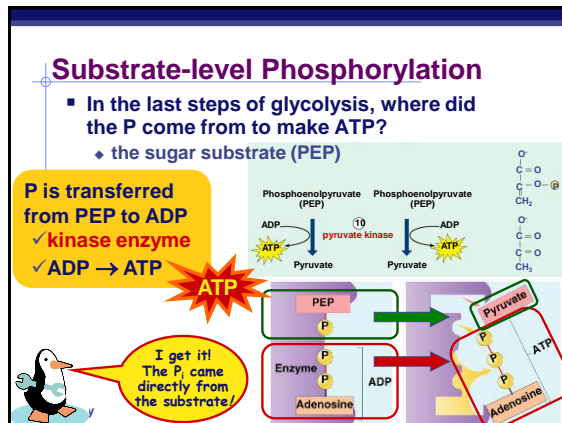 Substrate-level Phosphorylation
In the last steps of glycolysis, where did
the P come from to make ATP?
the sugar substrate (PEP)
P is transferred
from PEP to ADP
✓kinase enzyme
✓ADP → ATP
ATP
Phosphoenolpyruvate
(PEP)
Phosphoenolpyruvate
(PEP)
ADP
10
ADP
pyruvate kinase
ATP
ATP
Pyruvate
Pyruvate
O-
C=O
C-O-P
CH2
O-
C=O
C=O
CH3
PEP
P
Enzyme
P
P
ADP
Adenosine
Pyruvate
P
P
P
ATP
Adenosine
I get it!
The Pi came
directly from
the substrate!
y